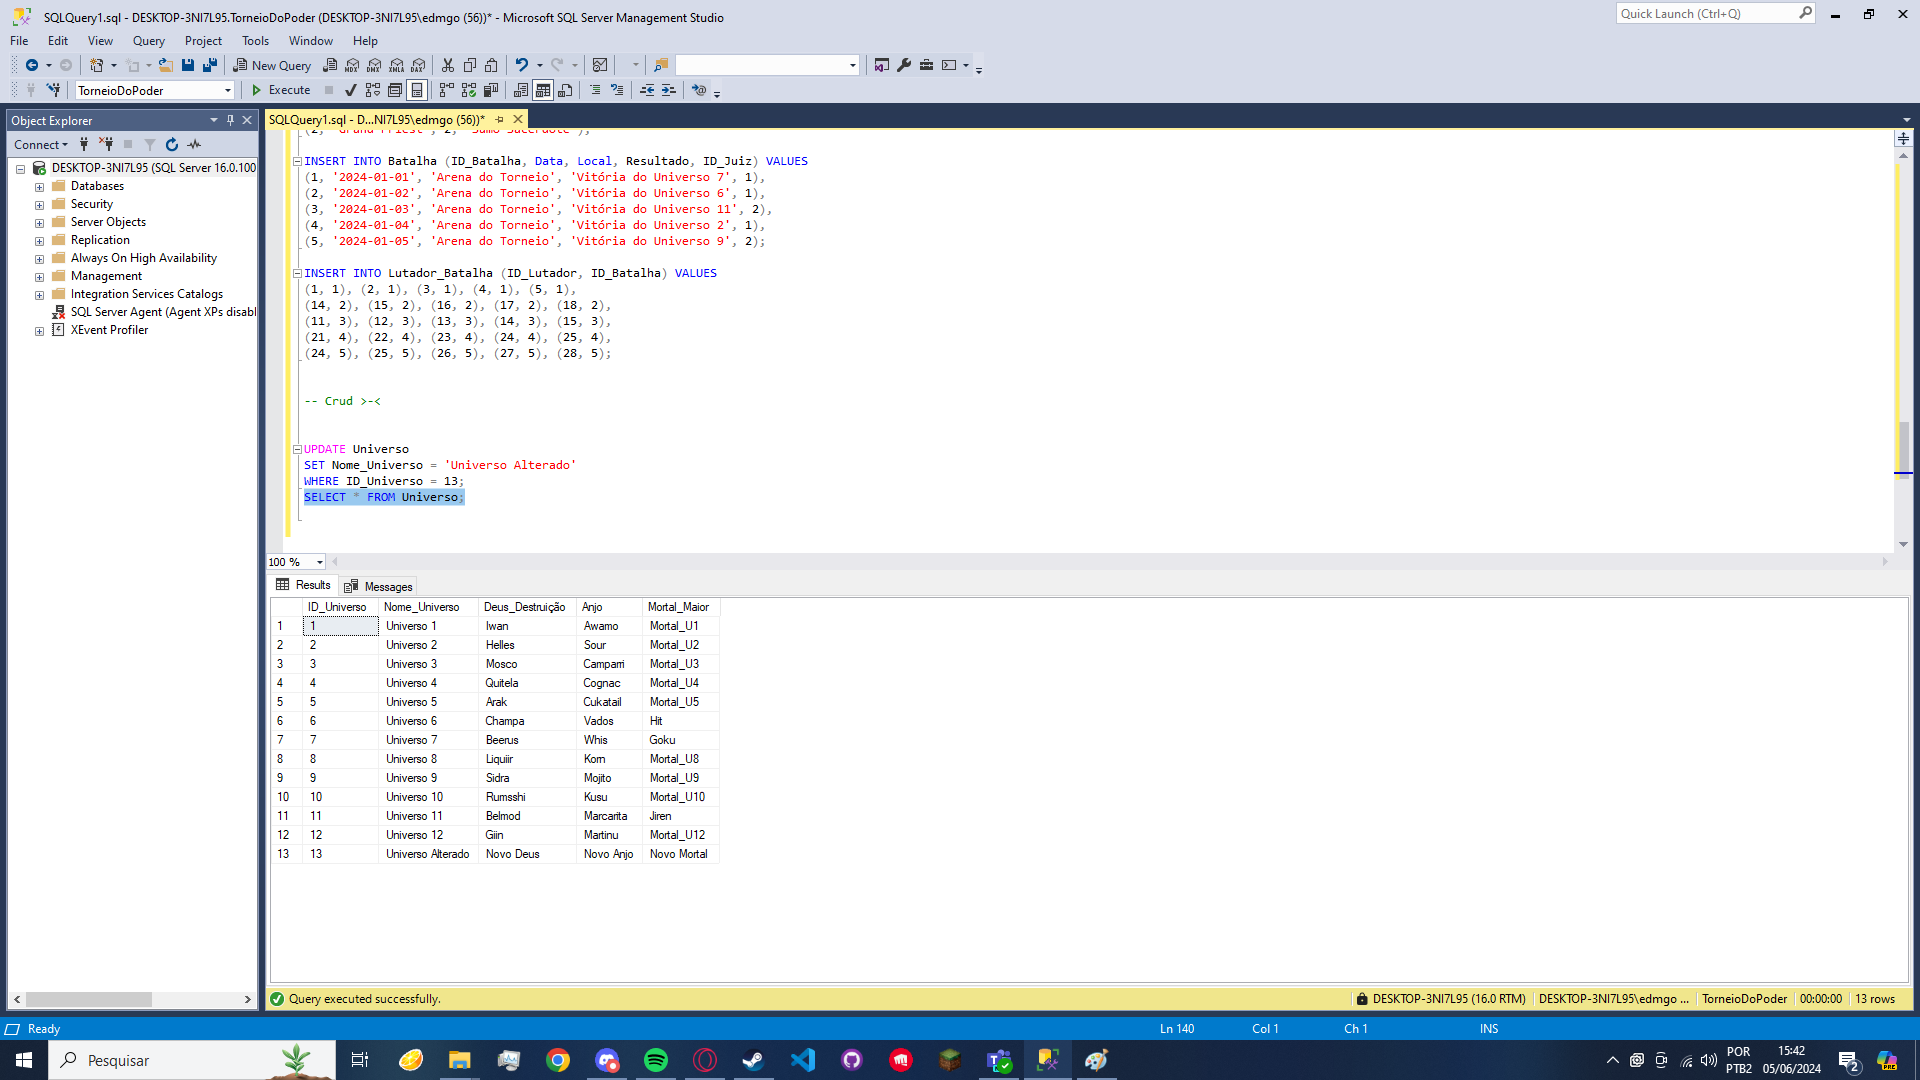 SQLQuery1.sql - DESKTOP-3NI7L95.TorneioDoPoder (DESKTOP-3NI7L95\edmgo (56))* - Microsoft SQL Server Management Studio
Quick Launch (Ctrl+Q)
File Edit View Query Project Tools Window Help
New Query
MDX DMX XMLA DAX
TorneioDoPoder
Execute
Object Explorer
Connect
DESKTOP-3NI7L95 (SQL Server 16.0.100
Databases
Security
Server Objects
Replication
Always On High Availability
Management
Integration Services Catalogs
SQL Server Agent (Agent XPs disabl
XEvent Profiler
SQLQuery1.sql - D...NI7L95\edmgo (56))*
(2, 'Grand Priest', 2, 'Sumo Sacerdote');
INSERT INTO Batalha (ID_Batalha, Data, Local, Resultado, ID_Juiz) VALUES
(1, '2024-01-01', 'Arena do Torneio', 'Vitória do Universo 7', 1),
(2, '2024-01-02', 'Arena do Torneio', 'Vitória do Universo 6', 1),
(3, '2024-01-03', 'Arena do Torneio', 'Vitória do Universo 11', 2),
(4, '2024-01-04', 'Arena do Torneio', 'Vitória do Universo 2', 1),
(5, '2024-01-05', 'Arena do Torneio', 'Vitória do Universo 9', 2);
INSERT INTO Lutador_Batalha (ID_Lutador, ID_Batalha) VALUES
(1, 1), (2, 1), (3, 1), (4, 1), (5, 1),
(14, 2), (15, 2), (16, 2), (17, 2), (18, 2),
(11, 3), (12, 3), (13, 3), (14, 3), (15, 3),
(21, 4), (22, 4), (23, 4), (24, 4), (25, 4),
(24, 5), (25, 5), (26, 5), (27, 5), (28, 5);
-- Crud >-<
UPDATE Universo
SET Nome_Universo = 'Universo Alterado'
WHERE ID_Universo = 13;
SELECT * FROM Universo;
100 %
Results Messages
ID_Universo Nome_Universo Deus_Destruição Anjo Mortal_Maior
1 1 Universo 1 Iwan Awamo Mortal_U1
2 2 Universo 2 Helles Sour Mortal_U2
3 3 Universo 3 Mosco Camparri Mortal_U3
4 4 Universo 4 Quitela Cognac Mortal_U4
5 5 Universo 5 Arak Cukatail Mortal_U5
6 6 Universo 6 Champa Vados Hit
7 7 Universo 7 Beerus Whis Goku
8 8 Universo 8 Liquiir Korn Mortal_U8
9 9 Universo 9 Sidra Mojito Mortal_U9
10 10 Universo 10 Rumsshi Kusu Mortal_U10
11 11 Universo 11 Belmod Marcarita Jiren
12 12 Universo 12 Giin Martinu Mortal_U12
13 13 Universo Alterado Novo Deus Novo Anjo Novo Mortal
Query executed successfully.
DESKTOP-3NI7L95 (16.0 RTM) DESKTOP-3NI7L95\edmgo ... TorneioDoPoder 00:00:00 13 rows
Ready
Ln 140 Col 1 Ch 1 INS
Pesquisar
POR
PTB2
15:42
05/06/2024
2
PRE